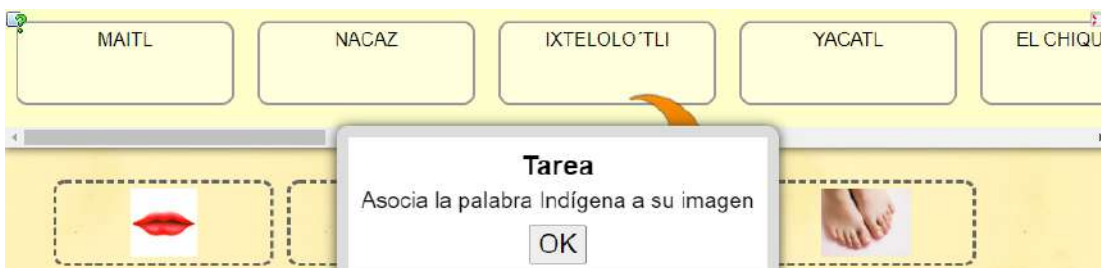 MAITL
NACAZ
IXTELOLO´TLI
YACATL
EL CHIQU
Tarea
Asocia la palabra Indígena a su imagen
OK